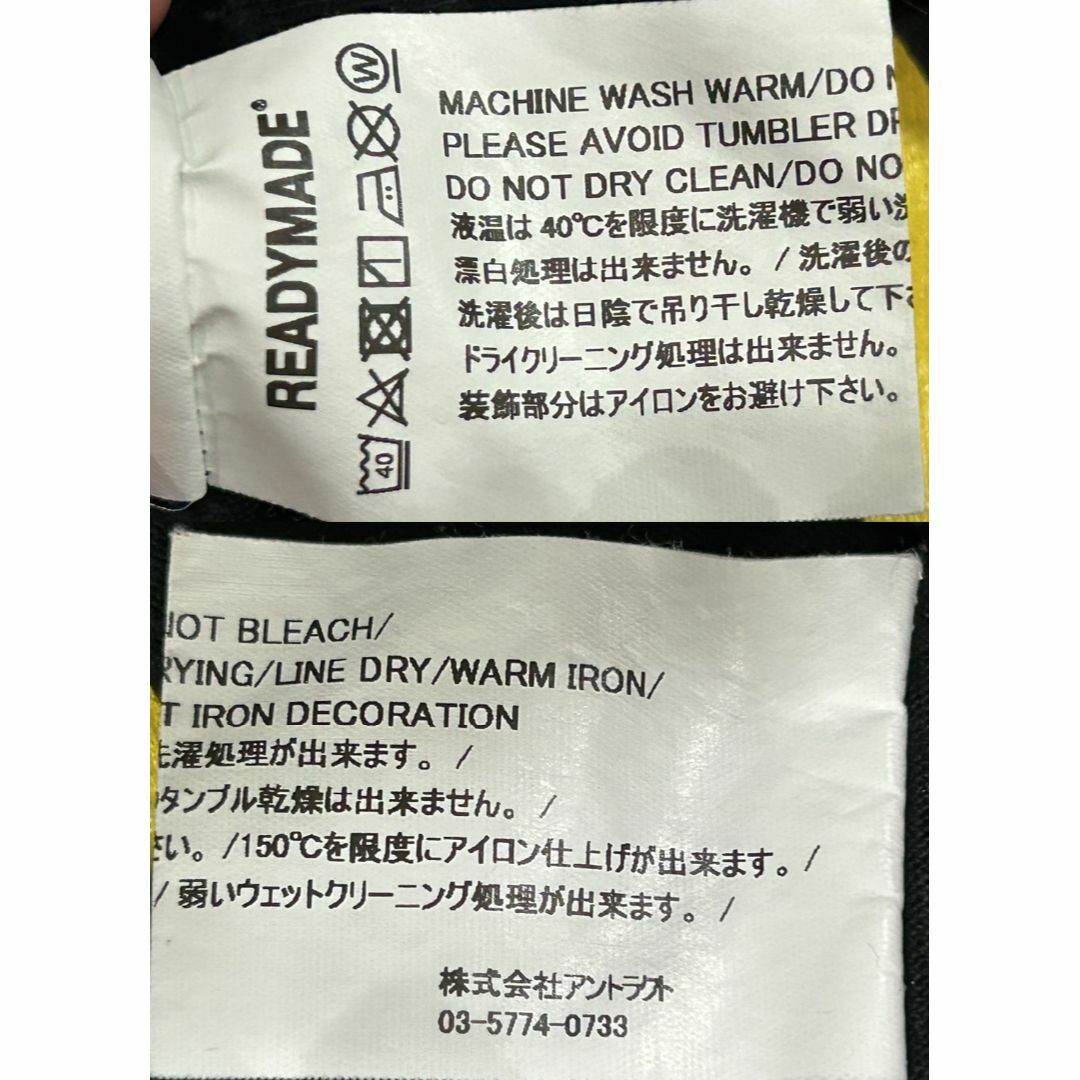 READYMADE®
W
40
MACHINE WASH WARM/DO N
PLEASE AVOID TUMBLER DR
DO NOT DRY CLEAN/DO NO
液温は40℃を限度に洗濯機で弱い洗
漂白処理は出来ません。/洗濯後の
洗濯後は日陰で吊り干し乾燥して下さ
ドライクリーニング処理は出来ません。
装飾部分はアイロンをお避け下さい。
NOT BLEACH/
RYING/LINE DRY/WARM IRON/
T IRON DECORATION
洗濯処理が出来ます。/
のタンブル乾燥は出来ません。/
さい。/150℃を限度にアイロン仕上げが出来ます。/
/弱いウェットクリーニング処理が出来ます。/
株式会社アントラクト
03-5774-0733